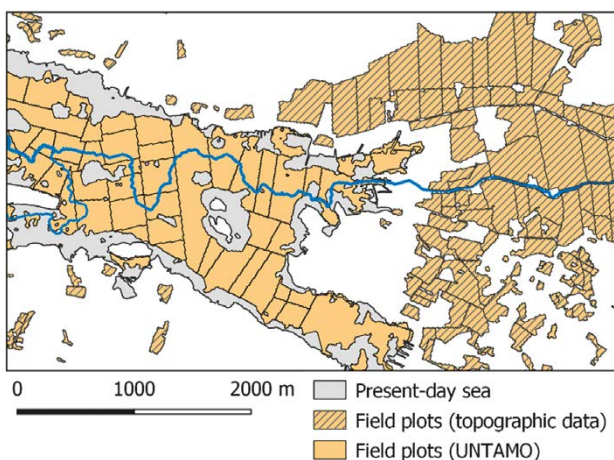 0 1000 2000 m
Present-day sea
Field plots (topographic data)
Field plots (UNTAMO)